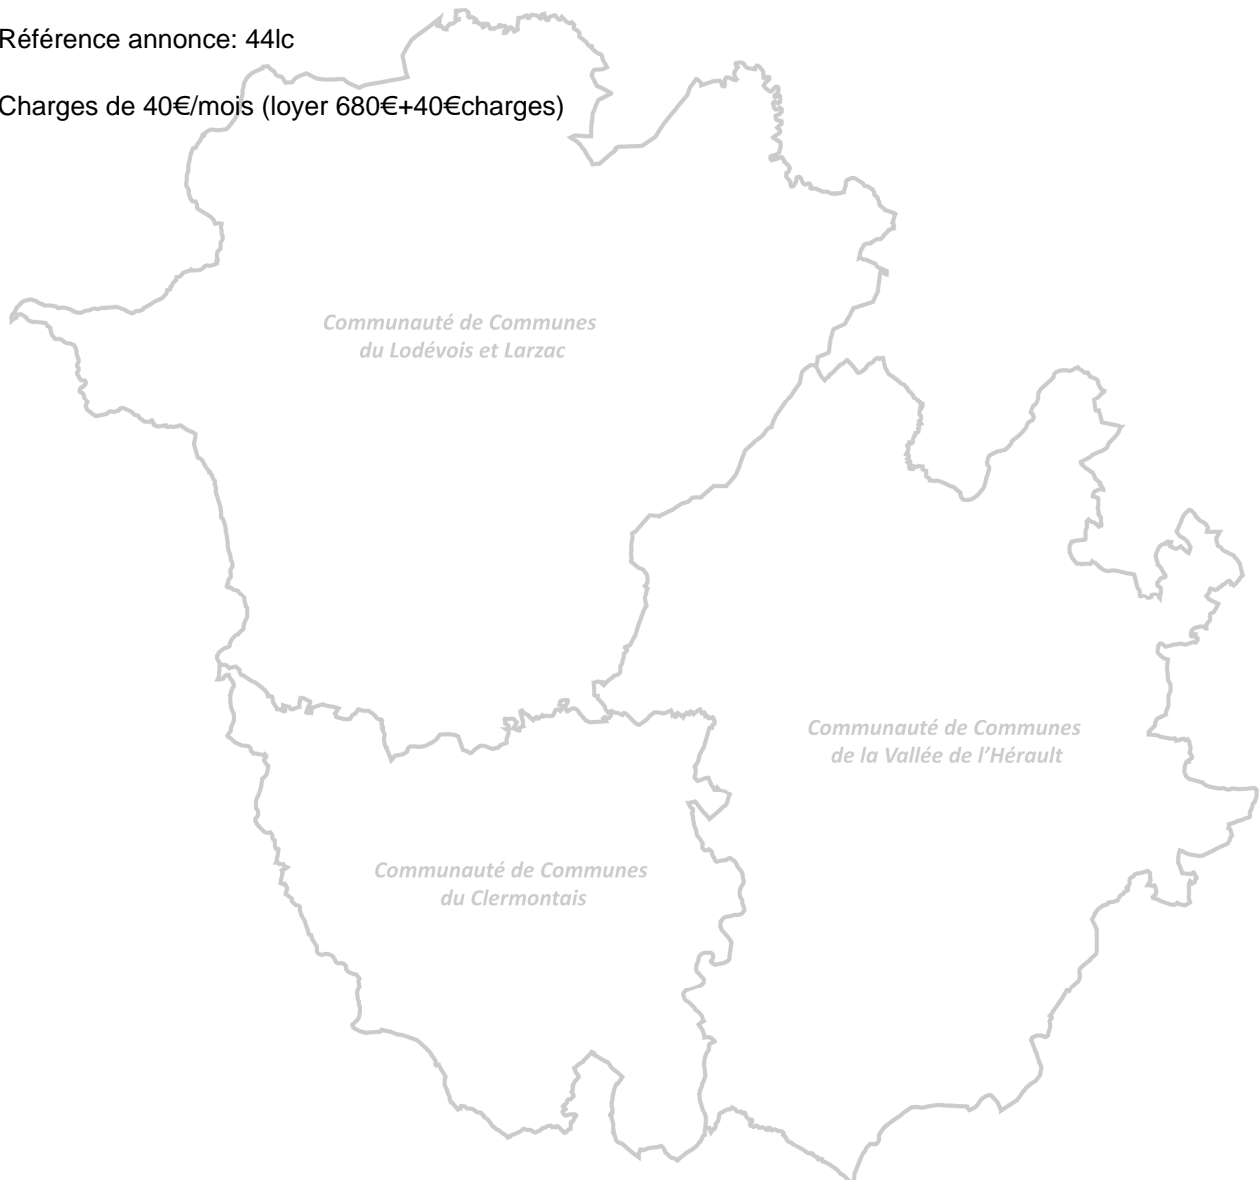 Référence annonce: 44lc
Charges de 40€/mois (loyer 680€+40€charges)
Communauté de Communes
du Lodévois et Larzac
Communauté de Communes
de la Vallée de l'Hérault
Communauté de Communes
du Clermontais